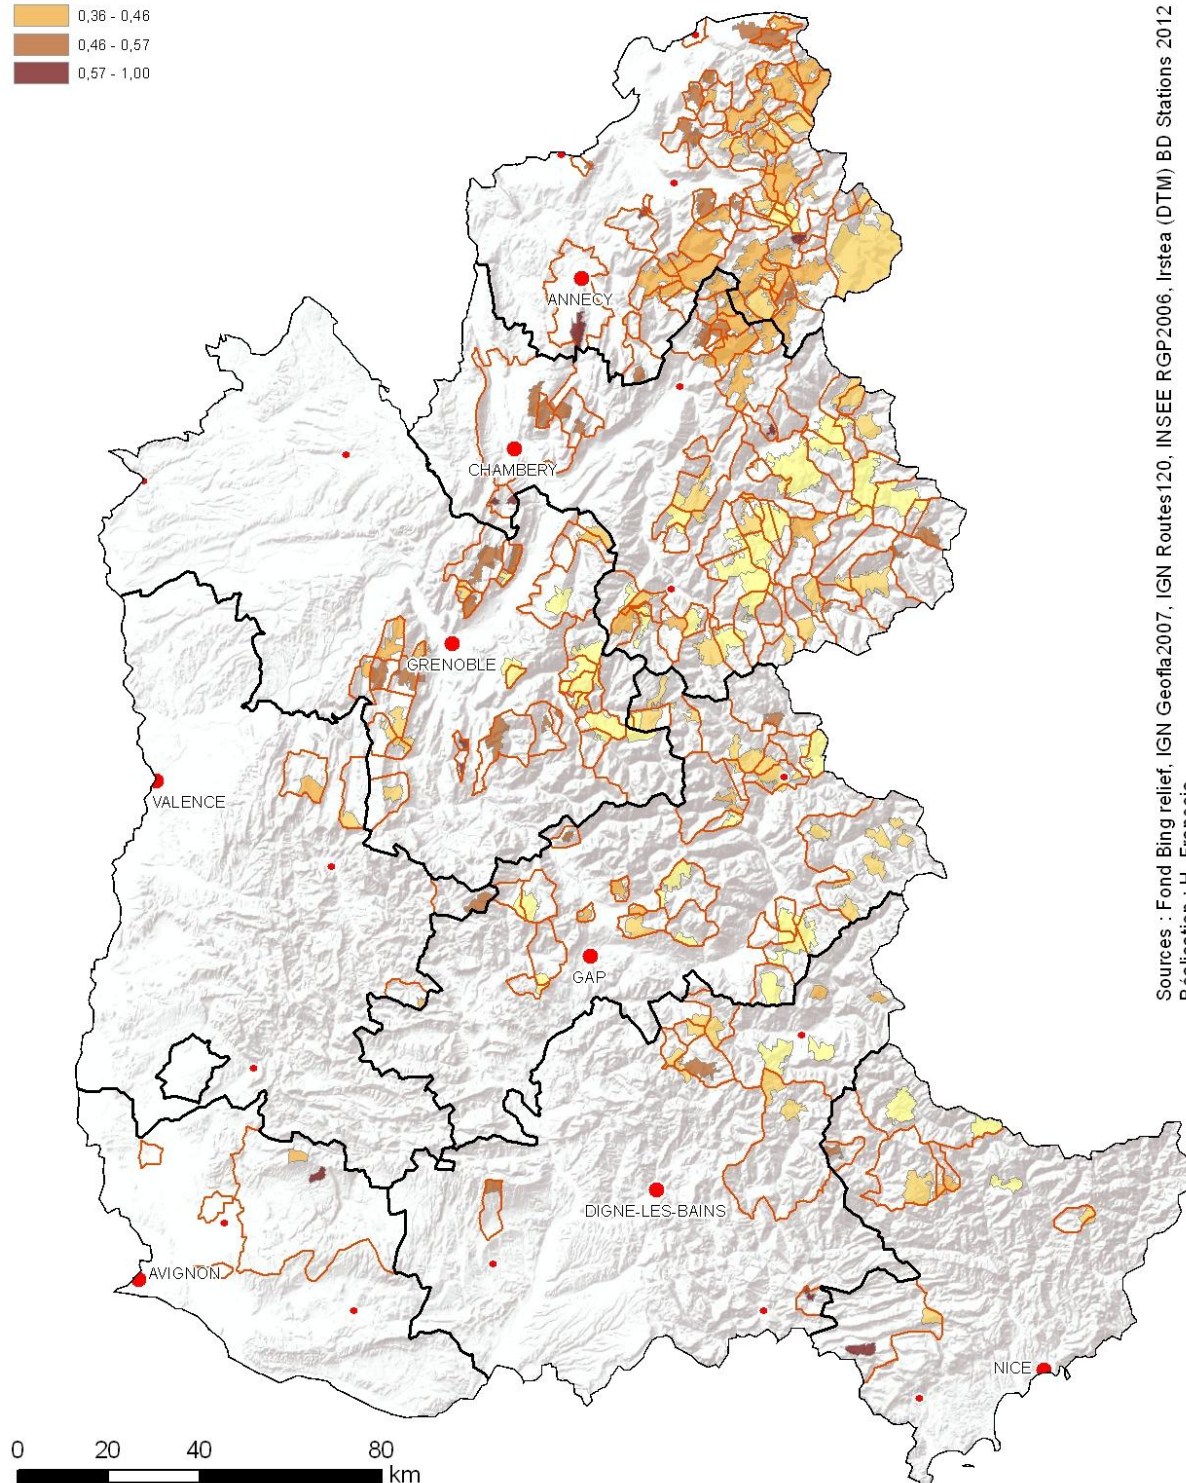 0,36 - 0,46
0,46 - 0,57
0,57 - 1,00
ANNECY
CHAMBERY
GRENOBLE
VALENCE
GAP
DIGNE-LES-BAINS
AVIGNON
NICE
0 20 40 80
km
Sources : Fond Bing relief, IGN Geofla2007, IGN Routes120, INSEE RGP2006, Irstea (DTM) BD Stations 2012